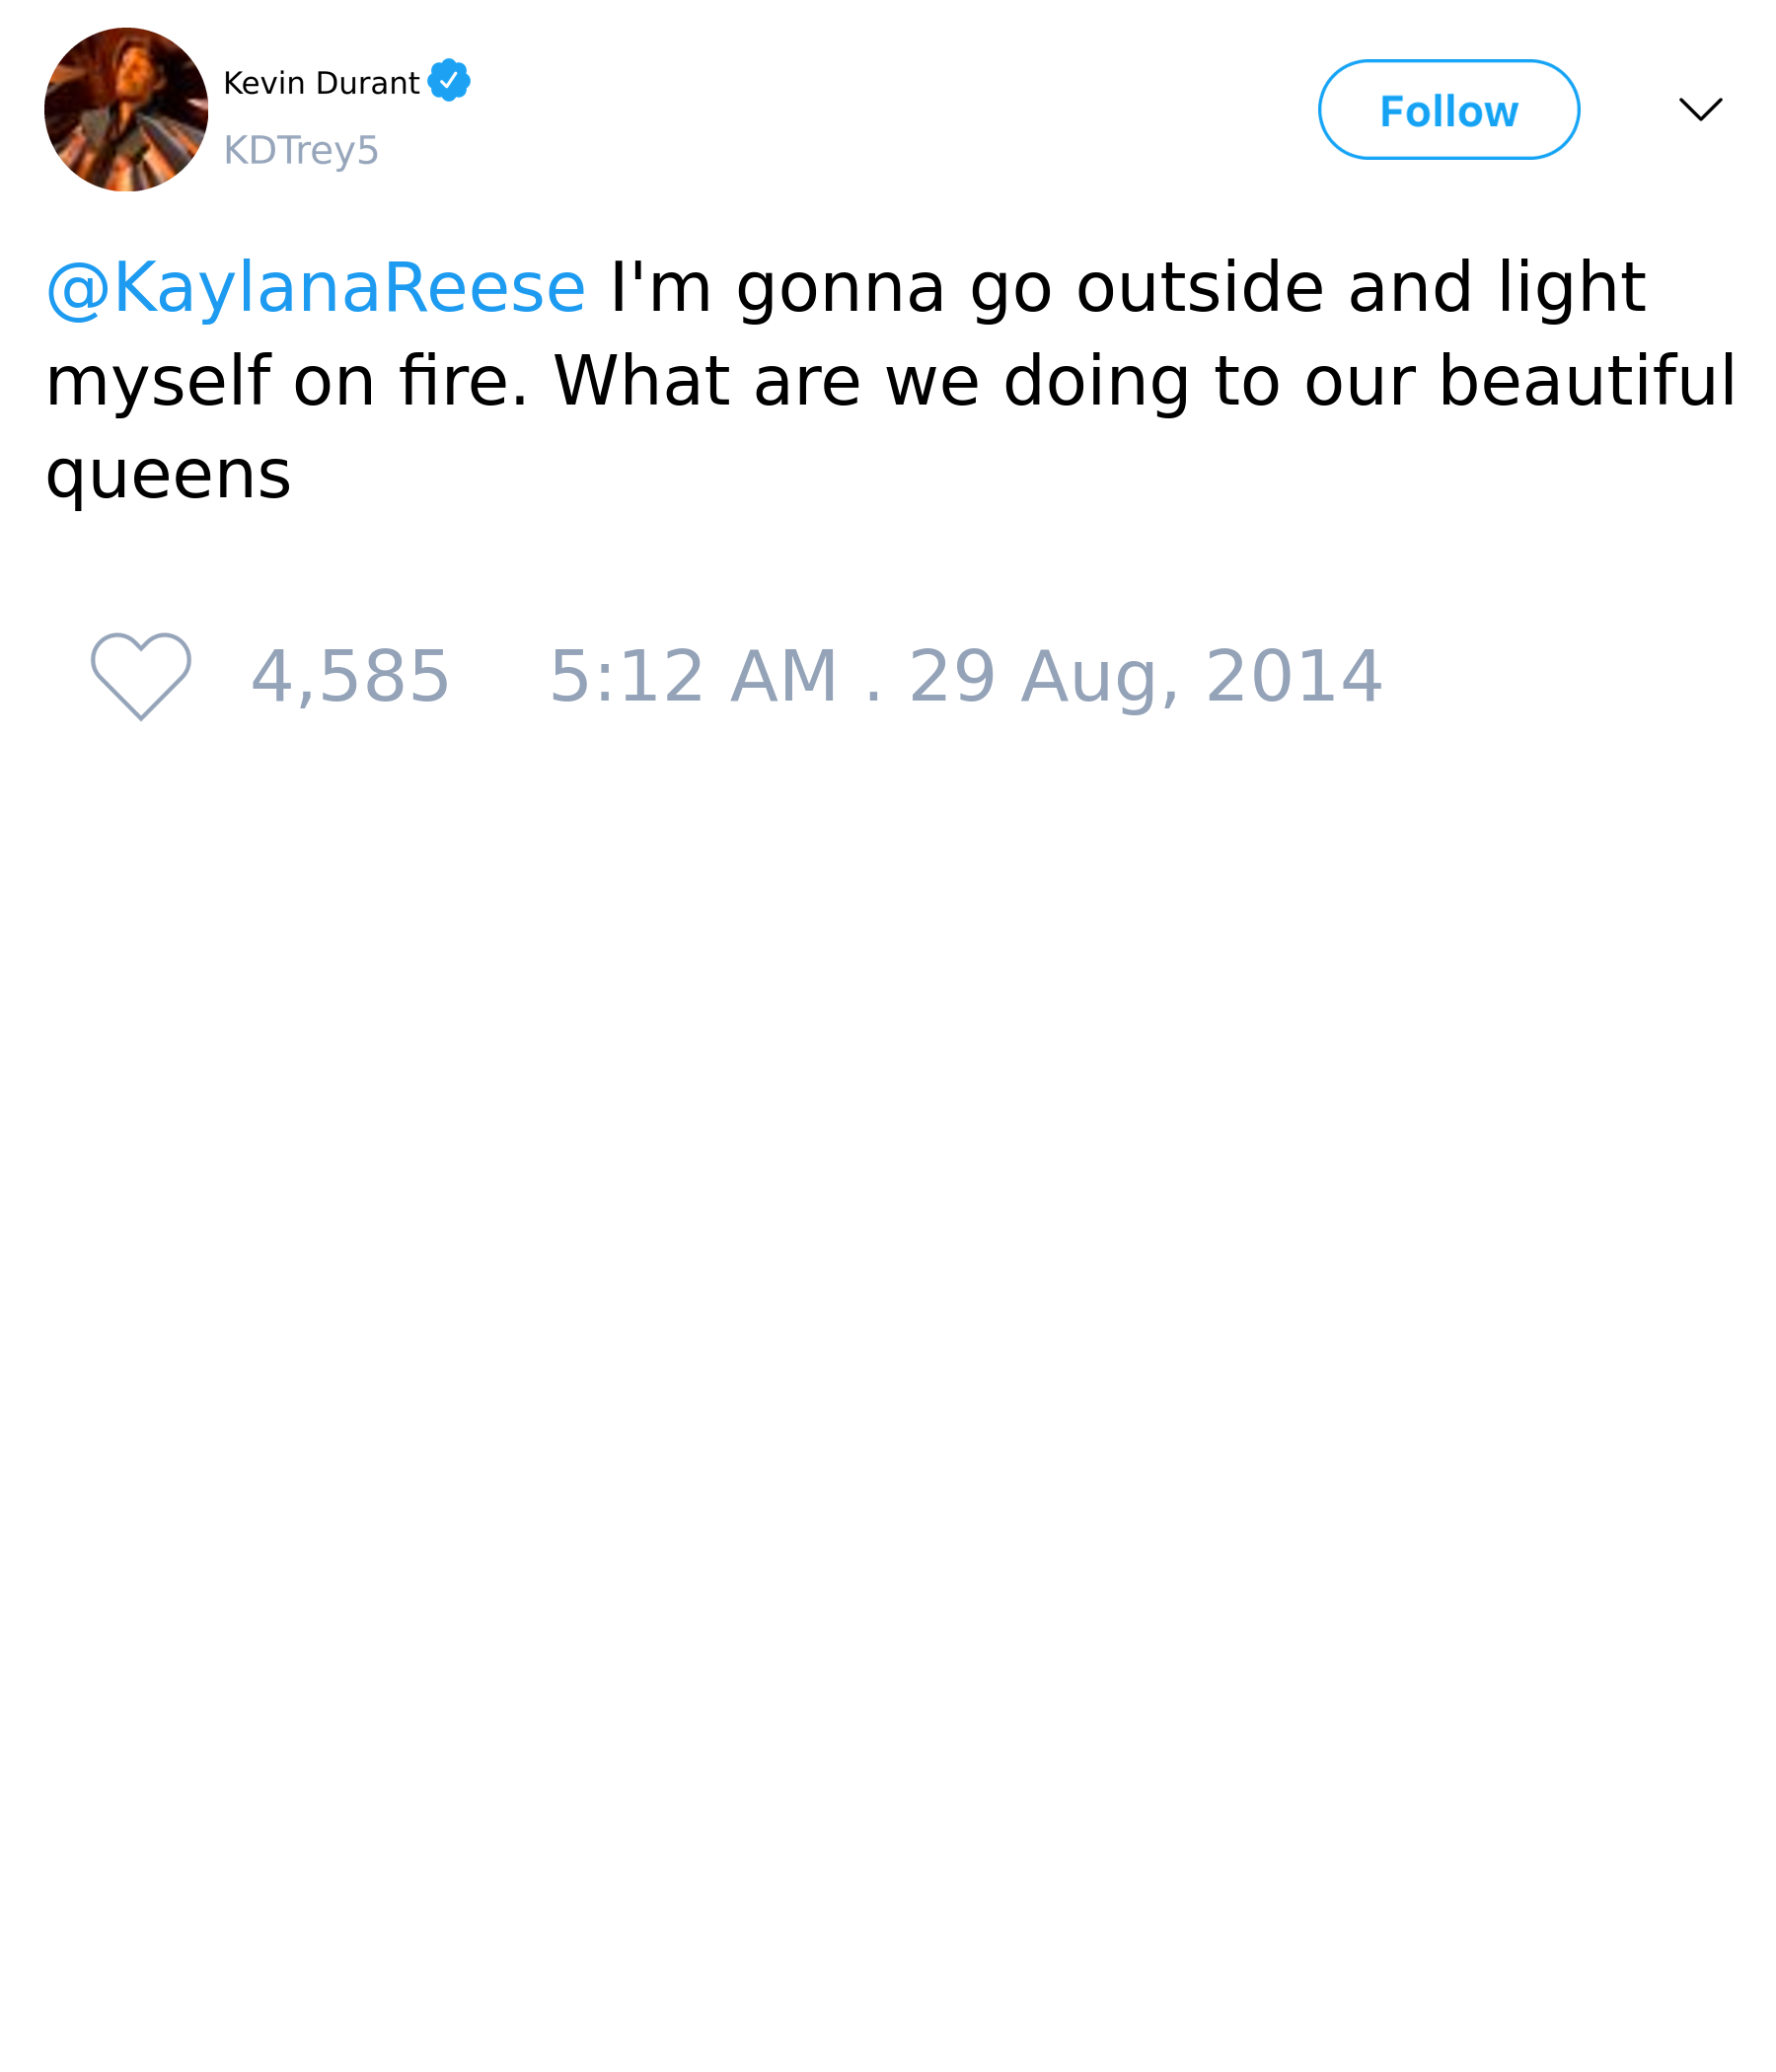 Kevin Durant
KDTrey5
Follow
@KaylanaReese I'm gonna go outside and light
myself on fire. What are we doing to our beautiful
queens
4,585 5:12 AM . 29 Aug, 2014